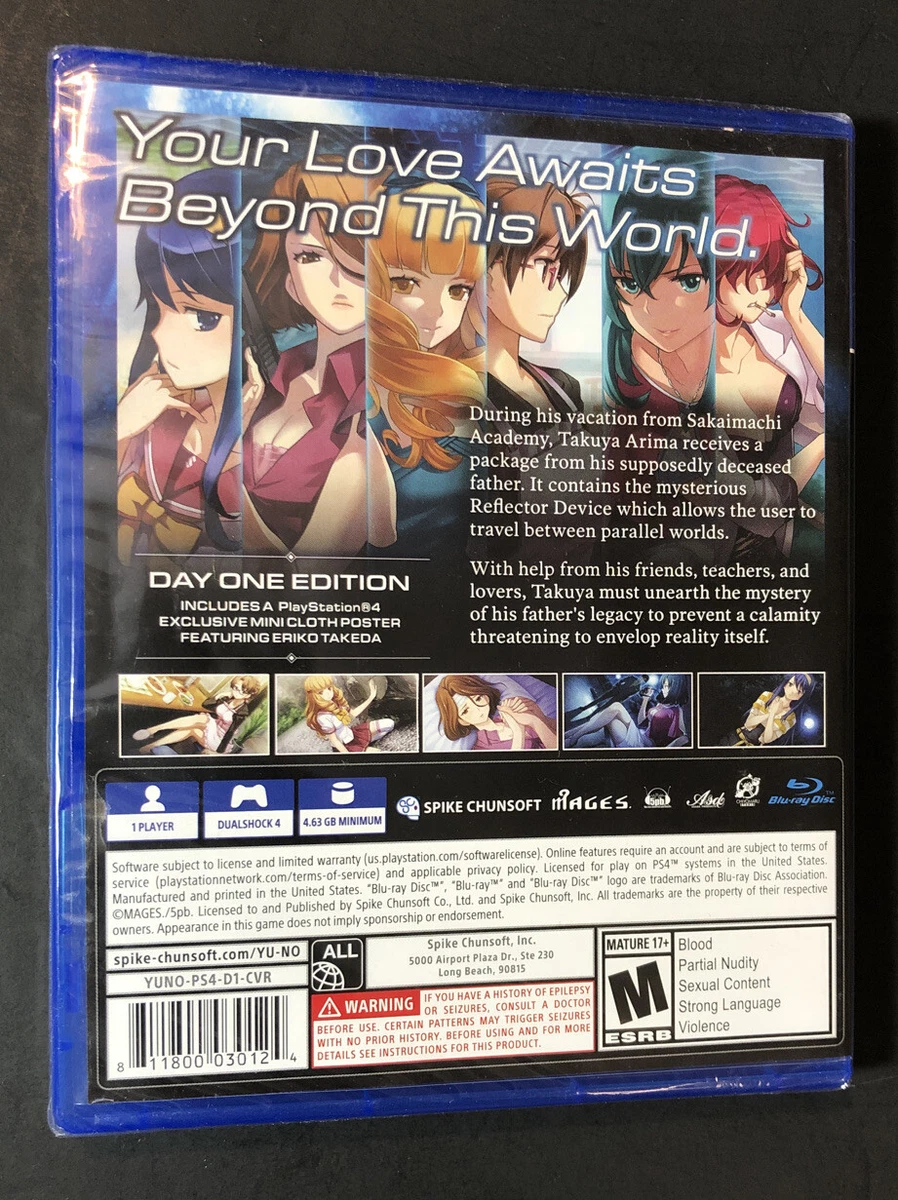 Your Love Awaits
Beyond This World.
During his vacation from Sakaimachi
Academy, Takuya Arima receives a
package from his supposedly deceased
father. It contains the mysterious
Reflector Device which allows the user to
travel between parallel worlds.
With help from his friends, teachers, and
lovers, Takuya must unearth the mystery
of his father's legacy to prevent a calamity
threatening to envelop reality itself.
DAY ONE EDITION
INCLUDES A PlayStation®4
EXCLUSIVE MINI CLOTH POSTER
FEATURING ERIKO TAKEDA
1 PLAYER
DUALSHOCK 4
4.63 GB MINIMUM
SPIKE CHUNSOFT
MAGES.
5pb.
Asde
Blu-ray Disc™
Software subject to license and limited warranty (us.playstation.com/softwarelicense). Online features require an account and are subject to terms of
service (playstationnetwork.com/terms-of-service) and applicable privacy policy. Licensed for play on PS4™ systems in the United States.
Manufactured and printed in the United States. "Blu-ray Disc™", "Blu-ray™" and "Blu-ray Disc™" logo are trademarks of Blu-ray Disc Association.
©MAGES./5pb. Licensed to and Published by Spike Chunsoft Co., Ltd. and Spike Chunsoft, Inc. All trademarks are the property of their respective
owners. Appearance in this game does not imply sponsorship or endorsement.
spike-chunsoft.com/YU-NO
YUNO-PS4-D1-CVR
8 11800 03012 4
ALL
Spike Chunsoft, Inc.
5000 Airport Plaza Dr., Ste 230
Long Beach, 90815
WARNING IF YOU HAVE A HISTORY OF EPILEPSY
OR SEIZURES, CONSULT A DOCTOR
BEFORE USE. CERTAIN PATTERNS MAY TRIGGER SEIZURES
WITH NO PRIOR HISTORY. BEFORE USING AND FOR MORE
DETAILS SEE INSTRUCTIONS FOR THIS PRODUCT.
MATURE 17+
M
ESRB
Blood
Partial Nudity
Sexual Content
Strong Language
Violence